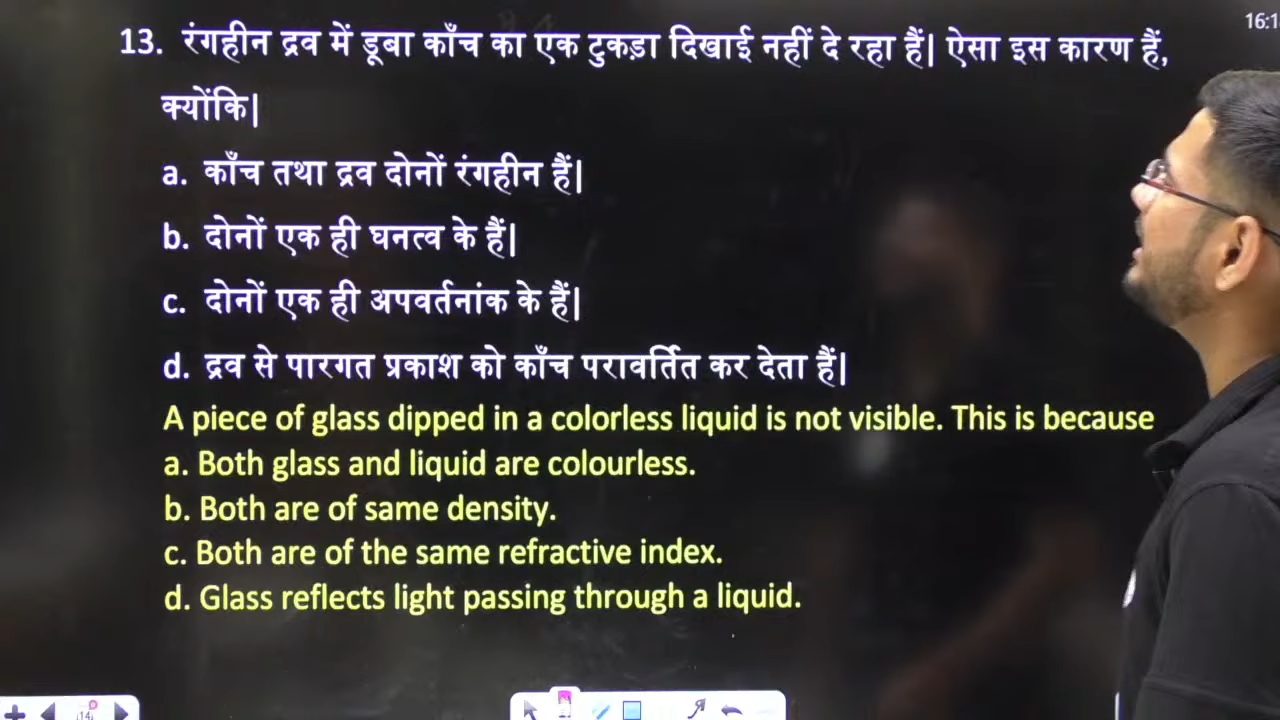 16:1
13. रंगहीन द्रव में डूबा काँच का एक टुकड़ा दिखाई नहीं दे रहा हैं| ऐसा इस कारण हैं,
क्योंकि|
a. काँच तथा द्रव दोनों रंगहीन हैं|
b. दोनों एक ही घनत्व के हैं|
c. दोनों एक ही अपवर्तनांक के हैं|
d. द्रव से पारगत प्रकाश को काँच परावर्तित कर देता हैं|
A piece of glass dipped in a colorless liquid is not visible. This is because
a. Both glass and liquid are colourless.
b. Both are of same density.
c. Both are of the same refractive index.
d. Glass reflects light passing through a liquid.
14